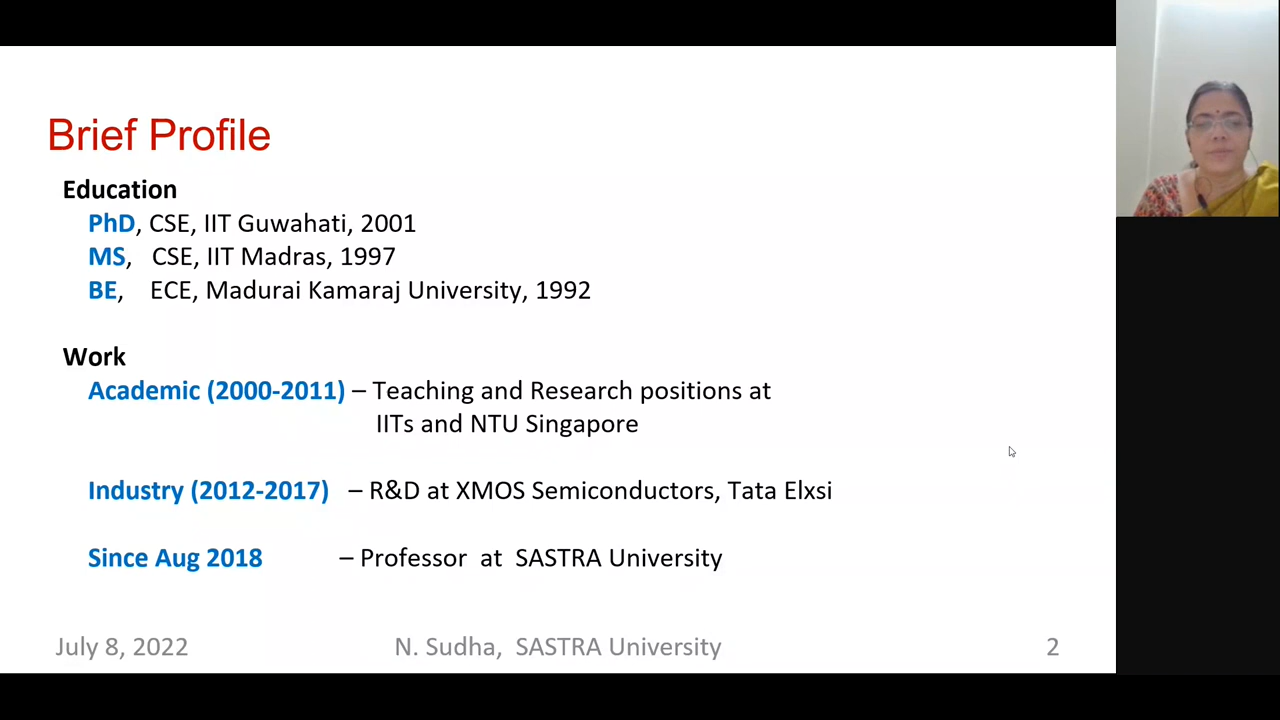 Brief Profile
Education
PhD, CSE, IIT Guwahati, 2001
MS, CSE, IIT Madras, 1997
BE, ECE, Madurai Kamaraj University, 1992
Work
Academic (2000-2011) – Teaching and Research positions at
IITs and NTU Singapore
Industry (2012-2017) – R&D at XMOS Semiconductors, Tata Elxsi
Since Aug 2018 – Professor at SASTRA University
July 8, 2022 N. Sudha, SASTRA University 2